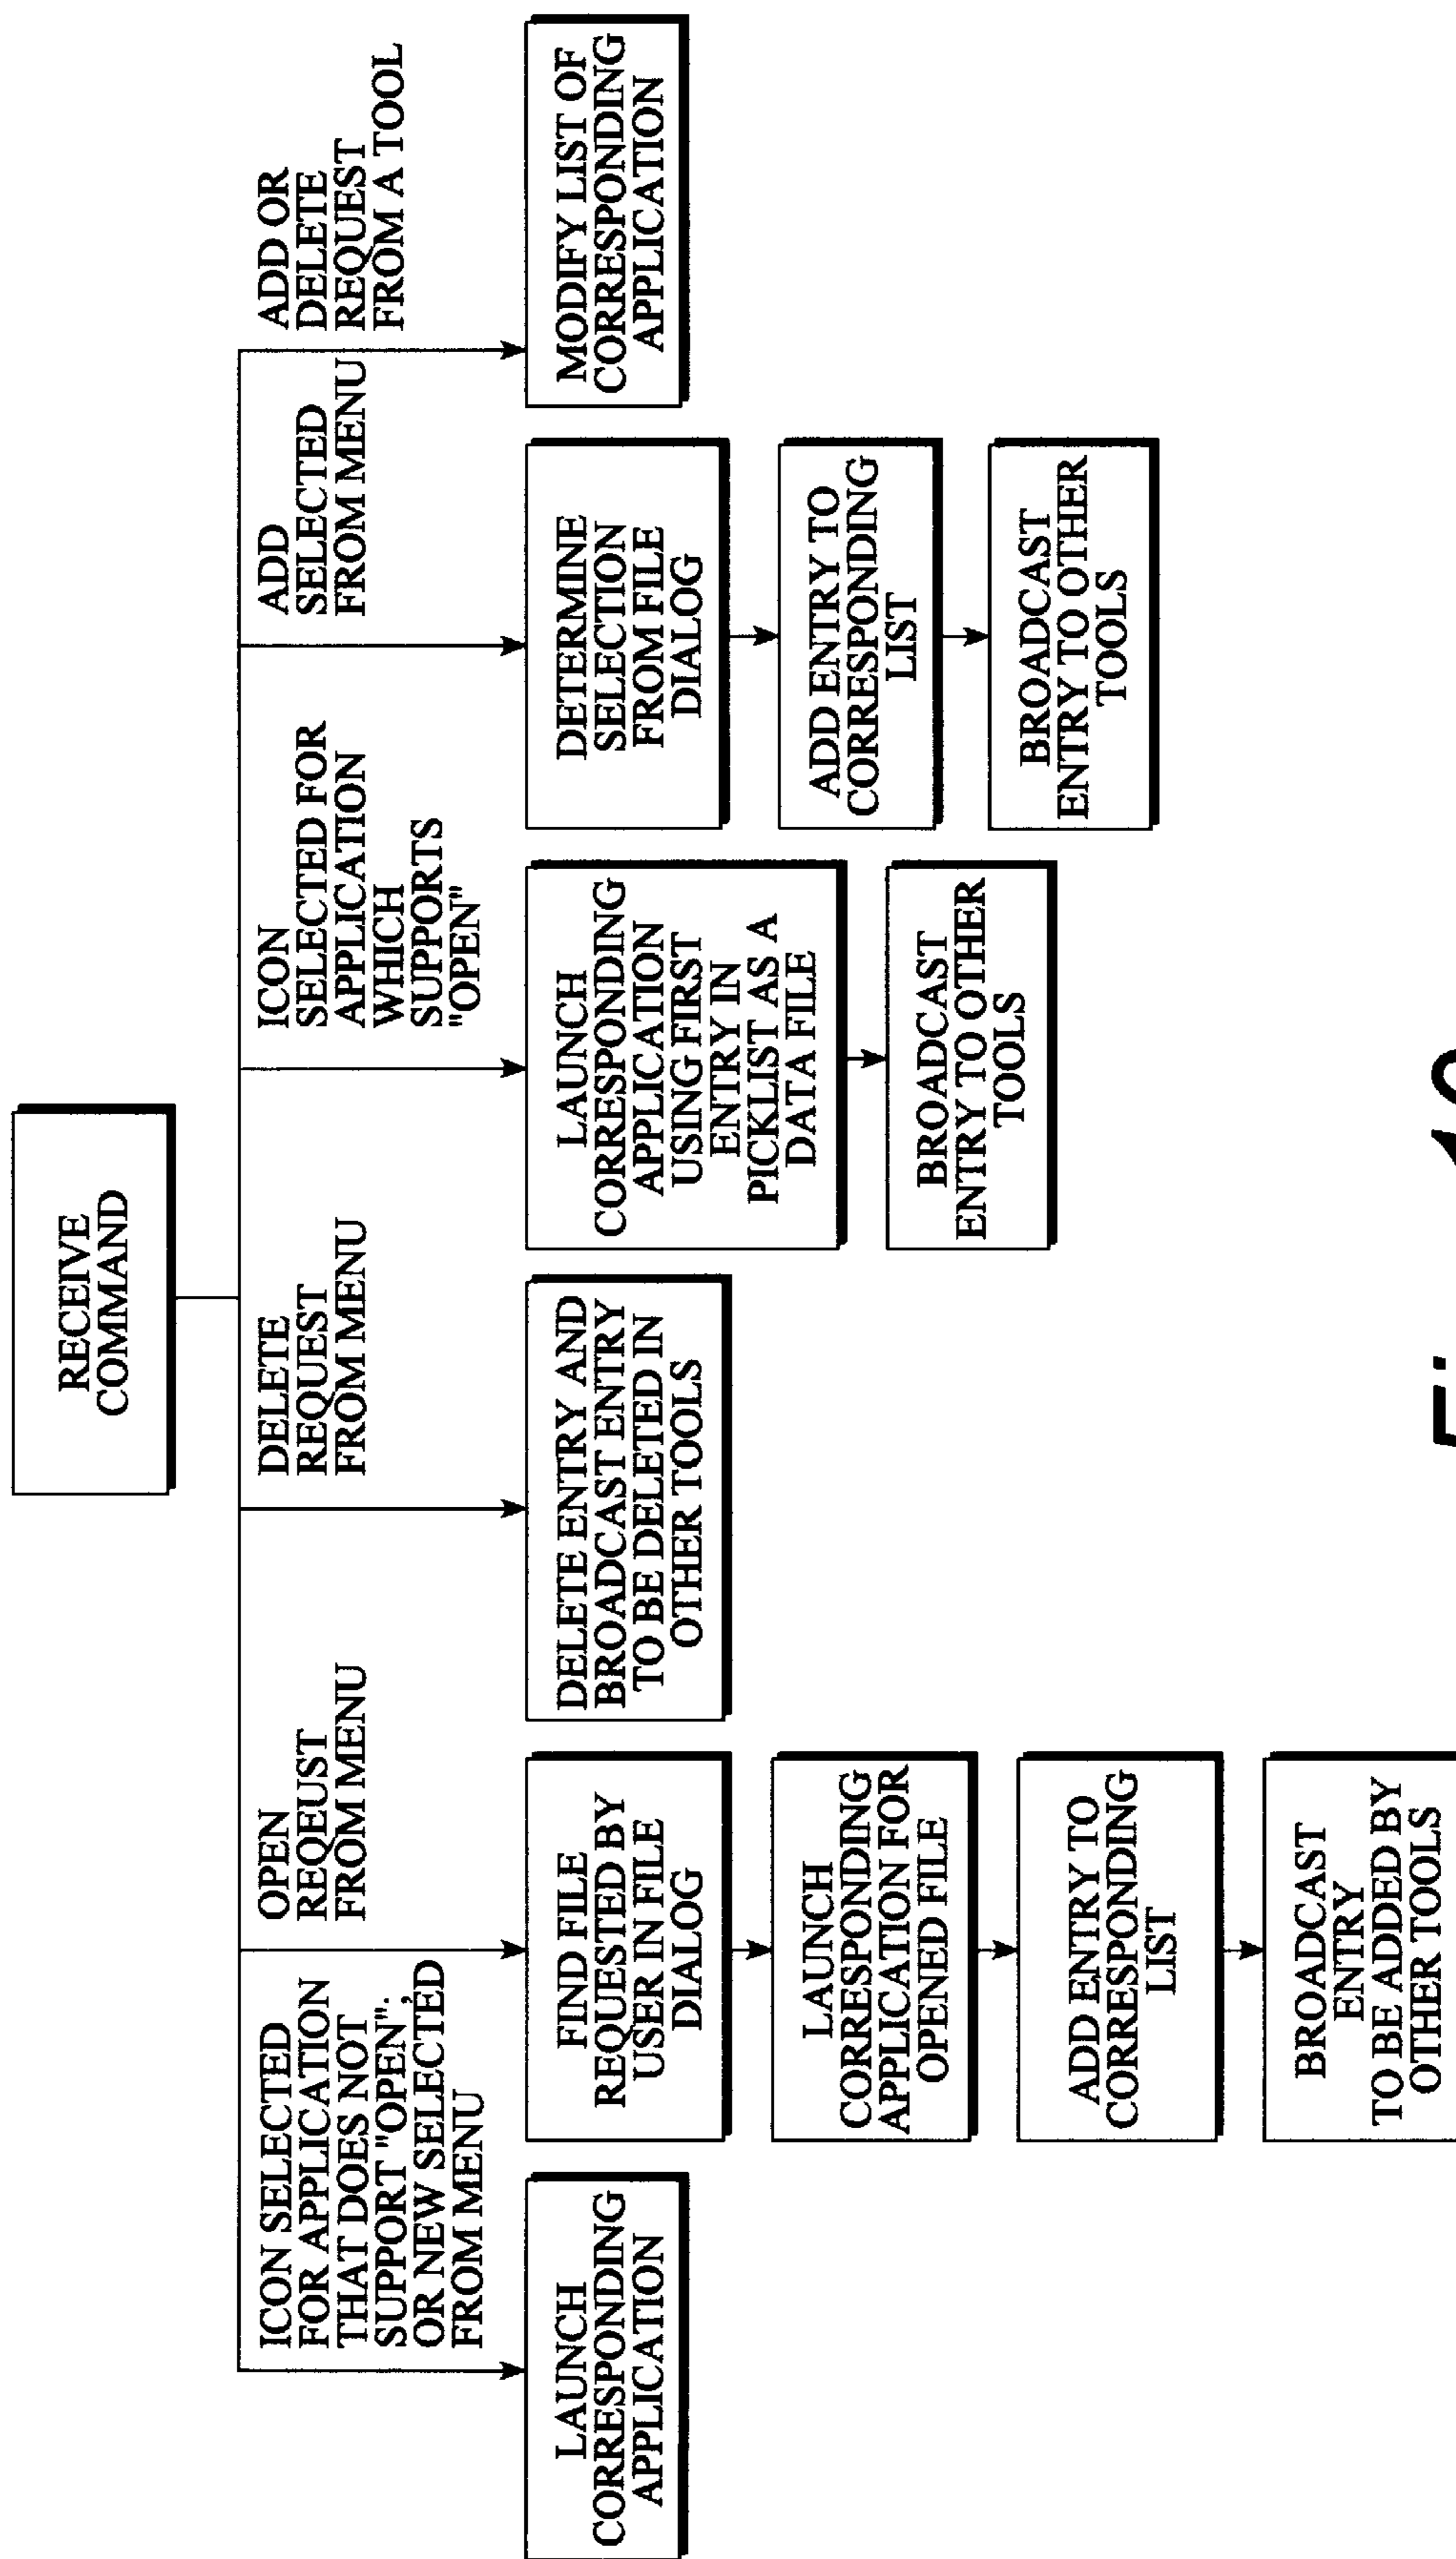 RECEIVE
COMMAND
ICON SELECTED
FOR APPLICATION
THAT DOES NOT
SUPPORT "OPEN".
OR NEW SELECTED
FROM MENU
LAUNCH
CORRESPONDING
APPLICATION
OPEN
REQEUST
FROM MENU
FIND FILE
REQUESTED BY
USER IN FILE
DIALOG
LAUNCH
CORRESPONDING
APPLICATION FOR
OPENED FILE
ADD ENTRY TO
CORRESPONDING
LIST
BROADCAST
ENTRY
TO BE ADDED BY
OTHER TOOLS
DELETE
REQUEST
FROM MENU
DELETE ENTRY AND
BROADCAST ENTRY
TO BE DELETED IN
OTHER TOOLS
ICON
SELECTED FOR
APPLICATION
WHICH
SUPPORTS
"OPEN"
LAUNCH
CORRESPONDING
APPLICATION
USING FIRST
ENTRY IN
PICKLIST AS A
DATA FILE
BROADCAST
ENTRY TO OTHER
TOOLS
ADD
SELECTED
FROM MENU
DETERMINE
SELECTION
FROM FILE
DIALOG
ADD ENTRY TO
CORRESPONDING
LIST
BROADCAST
ENTRY TO OTHER
TOOLS
ADD OR
DELETE
REQUEST
FROM A TOOL
MODIFY LIST OF
CORRESPONDING
APPLICATION